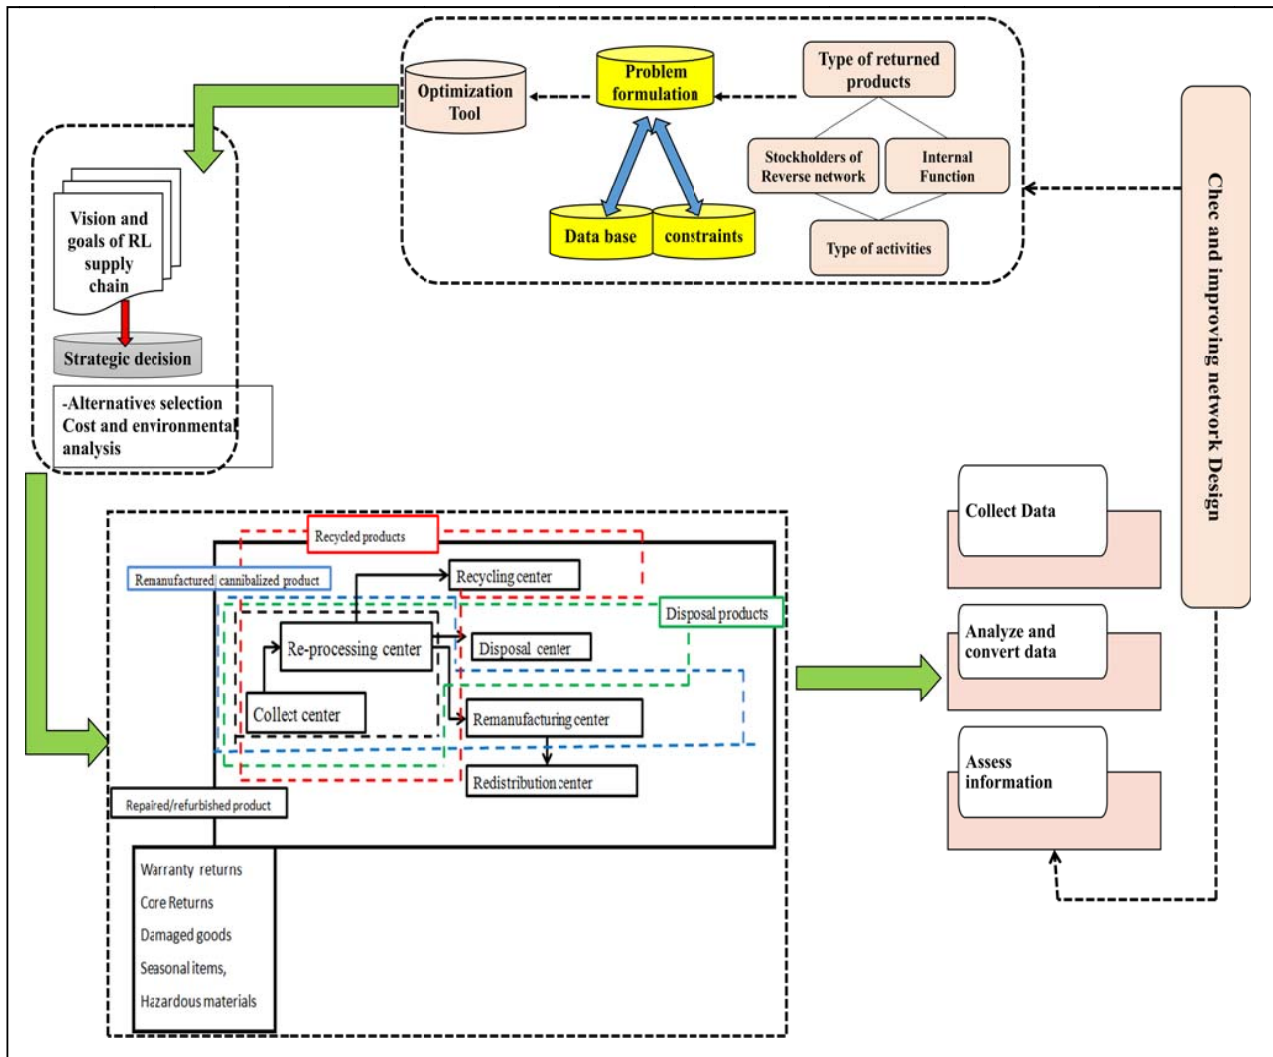 Optimization
Tool
Problem
formulation
Type of returned
products
Stockholders of
Reverse network
Internal
Function
Data base
constraints
Type of activities
Chec and improving network Design
Vision and
goals of RL
supply
chain
Strategic decision
-Alternatives selection
Cost and environmental
analysis
Recycled products
Remanufactured cannibalized product
Recycling center
Disposal products
Re-processing center
Disposal center
Collect center
Remanufacturing center
Redistribution center
Repaired/refurbished product
Warranty returns
Core Returns
Damaged goods
Seasonal items,
Hazardous materials
Collect Data
Analyze and
convert data
Assess
information